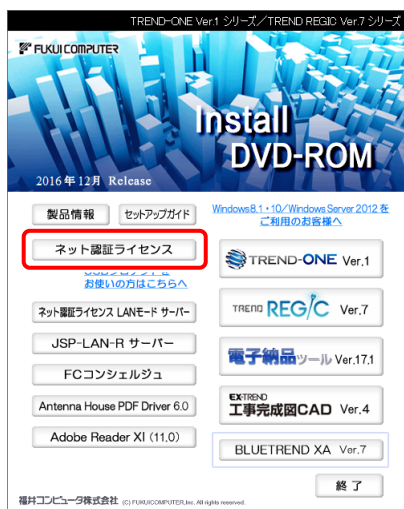 TREND-ONE Ver.1 シリーズ／TREND REGIC Ver.7 シリーズ
FUKUI COMPUTER
Install
DVD-ROM
2016年12月 Release
製品情報
セットアップガイド
Windows8.1・10／Windows Server 2012 を
ご利用のお客様へ
ネット認証ライセンス
お使いの方はこちらへ
ネット認証ライセンス LANモード サーバー
JSP-LAN-R サーバー
FCコンシェルジュ
Antenna House PDF Driver 6.0
Adobe Reader XI (11.0)
TREND-ONE Ver.1
TREND REGIC Ver.7
電子納品ツール Ver.17.1
EX-TREND
工事完成図CAD Ver.4
BLUETREND XA Ver.7
終了
福井コンピュータ株式会社 (C) FUKUICOMPUTER,Inc. All rights reserved.